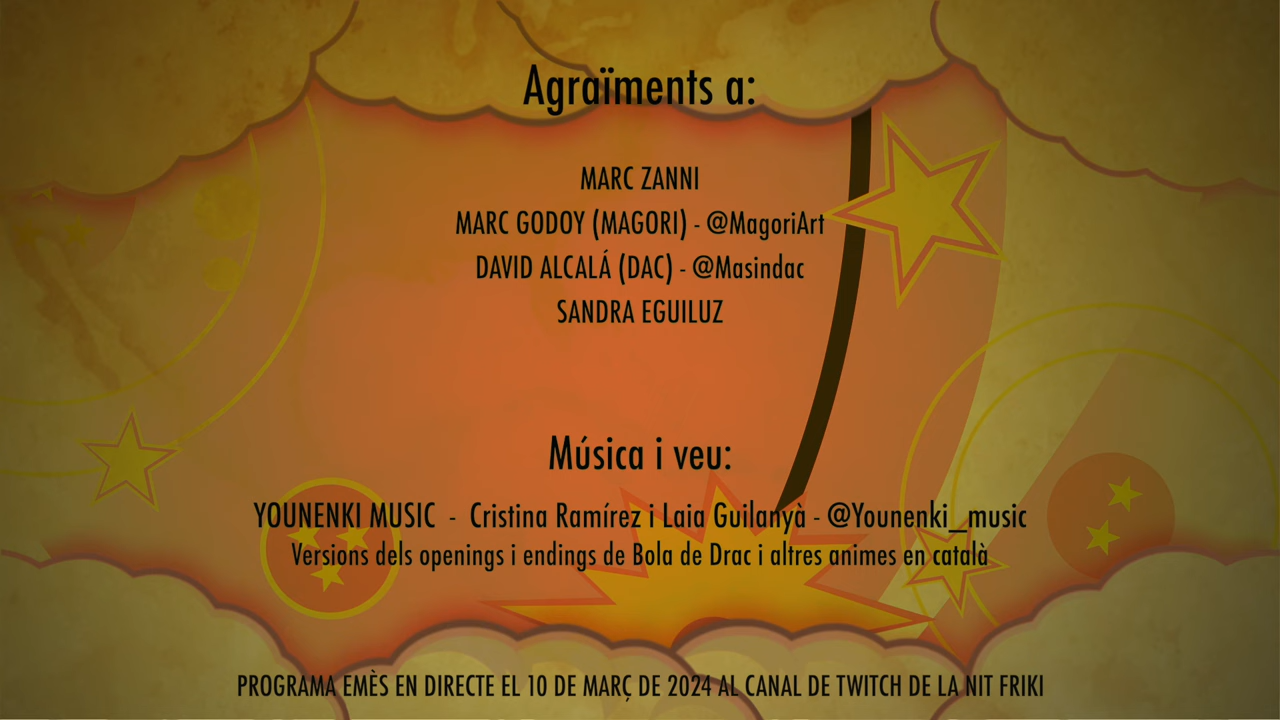 Agraïments a:
MARC ZANNI
MARC GODOY (MAGORI) - @MagoriArt
DAVID ALCALÁ (DAC) - @Masindac
SANDRA EGUILUZ
Música i veu:
YOUNENKI MUSIC - Cristina Ramírez i Laia Guilanyà - @Younenki_music
Versions dels openings i endings de Bola de Drac i altres animes en català
PROGRAMA EMÈS EN DIRECTE EL 10 DE MARÇ DE 2024 AL CANAL DE TWITCH DE LA NIT FRIKI